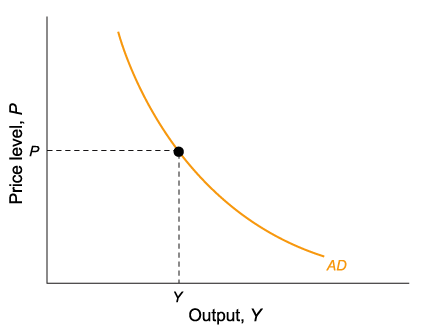 Price level, P
P
AD
Y
Output, Y